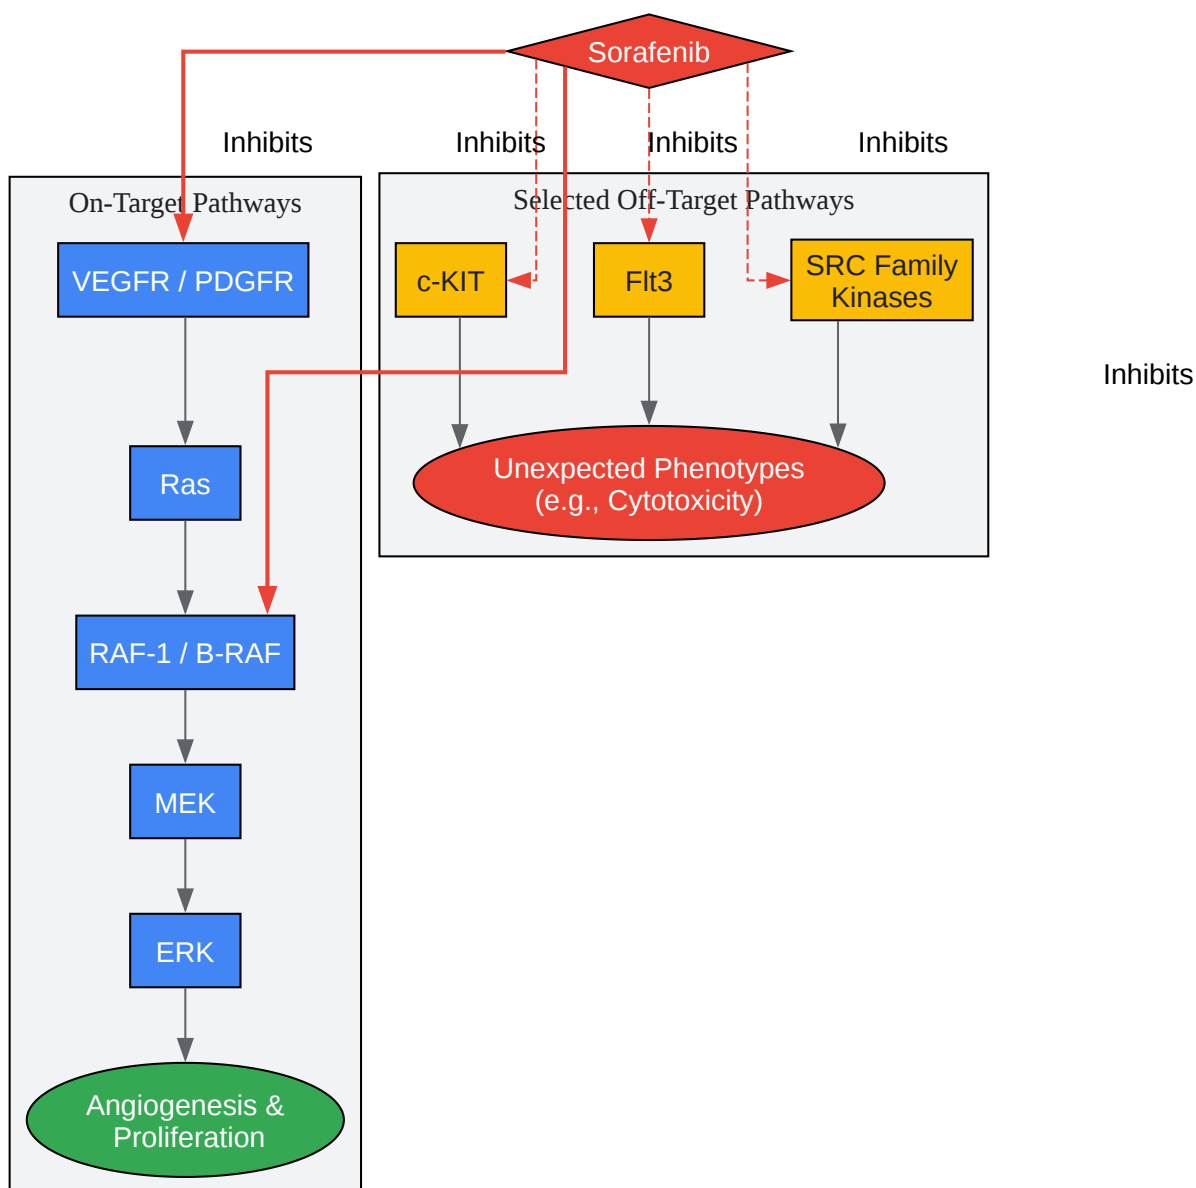 Sorafenib
Inhibits
Inhibits
Inhibits
Inhibits
On-Target Pathways
Selected Off-Target Pathways
VEGFR / PDGFR
c-KIT
Flt3
SRC Family
Kinases
Inhibits
Ras
Unexpected Phenotypes
(e.g., Cytotoxicity)
RAF-1 / B-RAF
MEK
ERK
Angiogenesis &
Proliferation